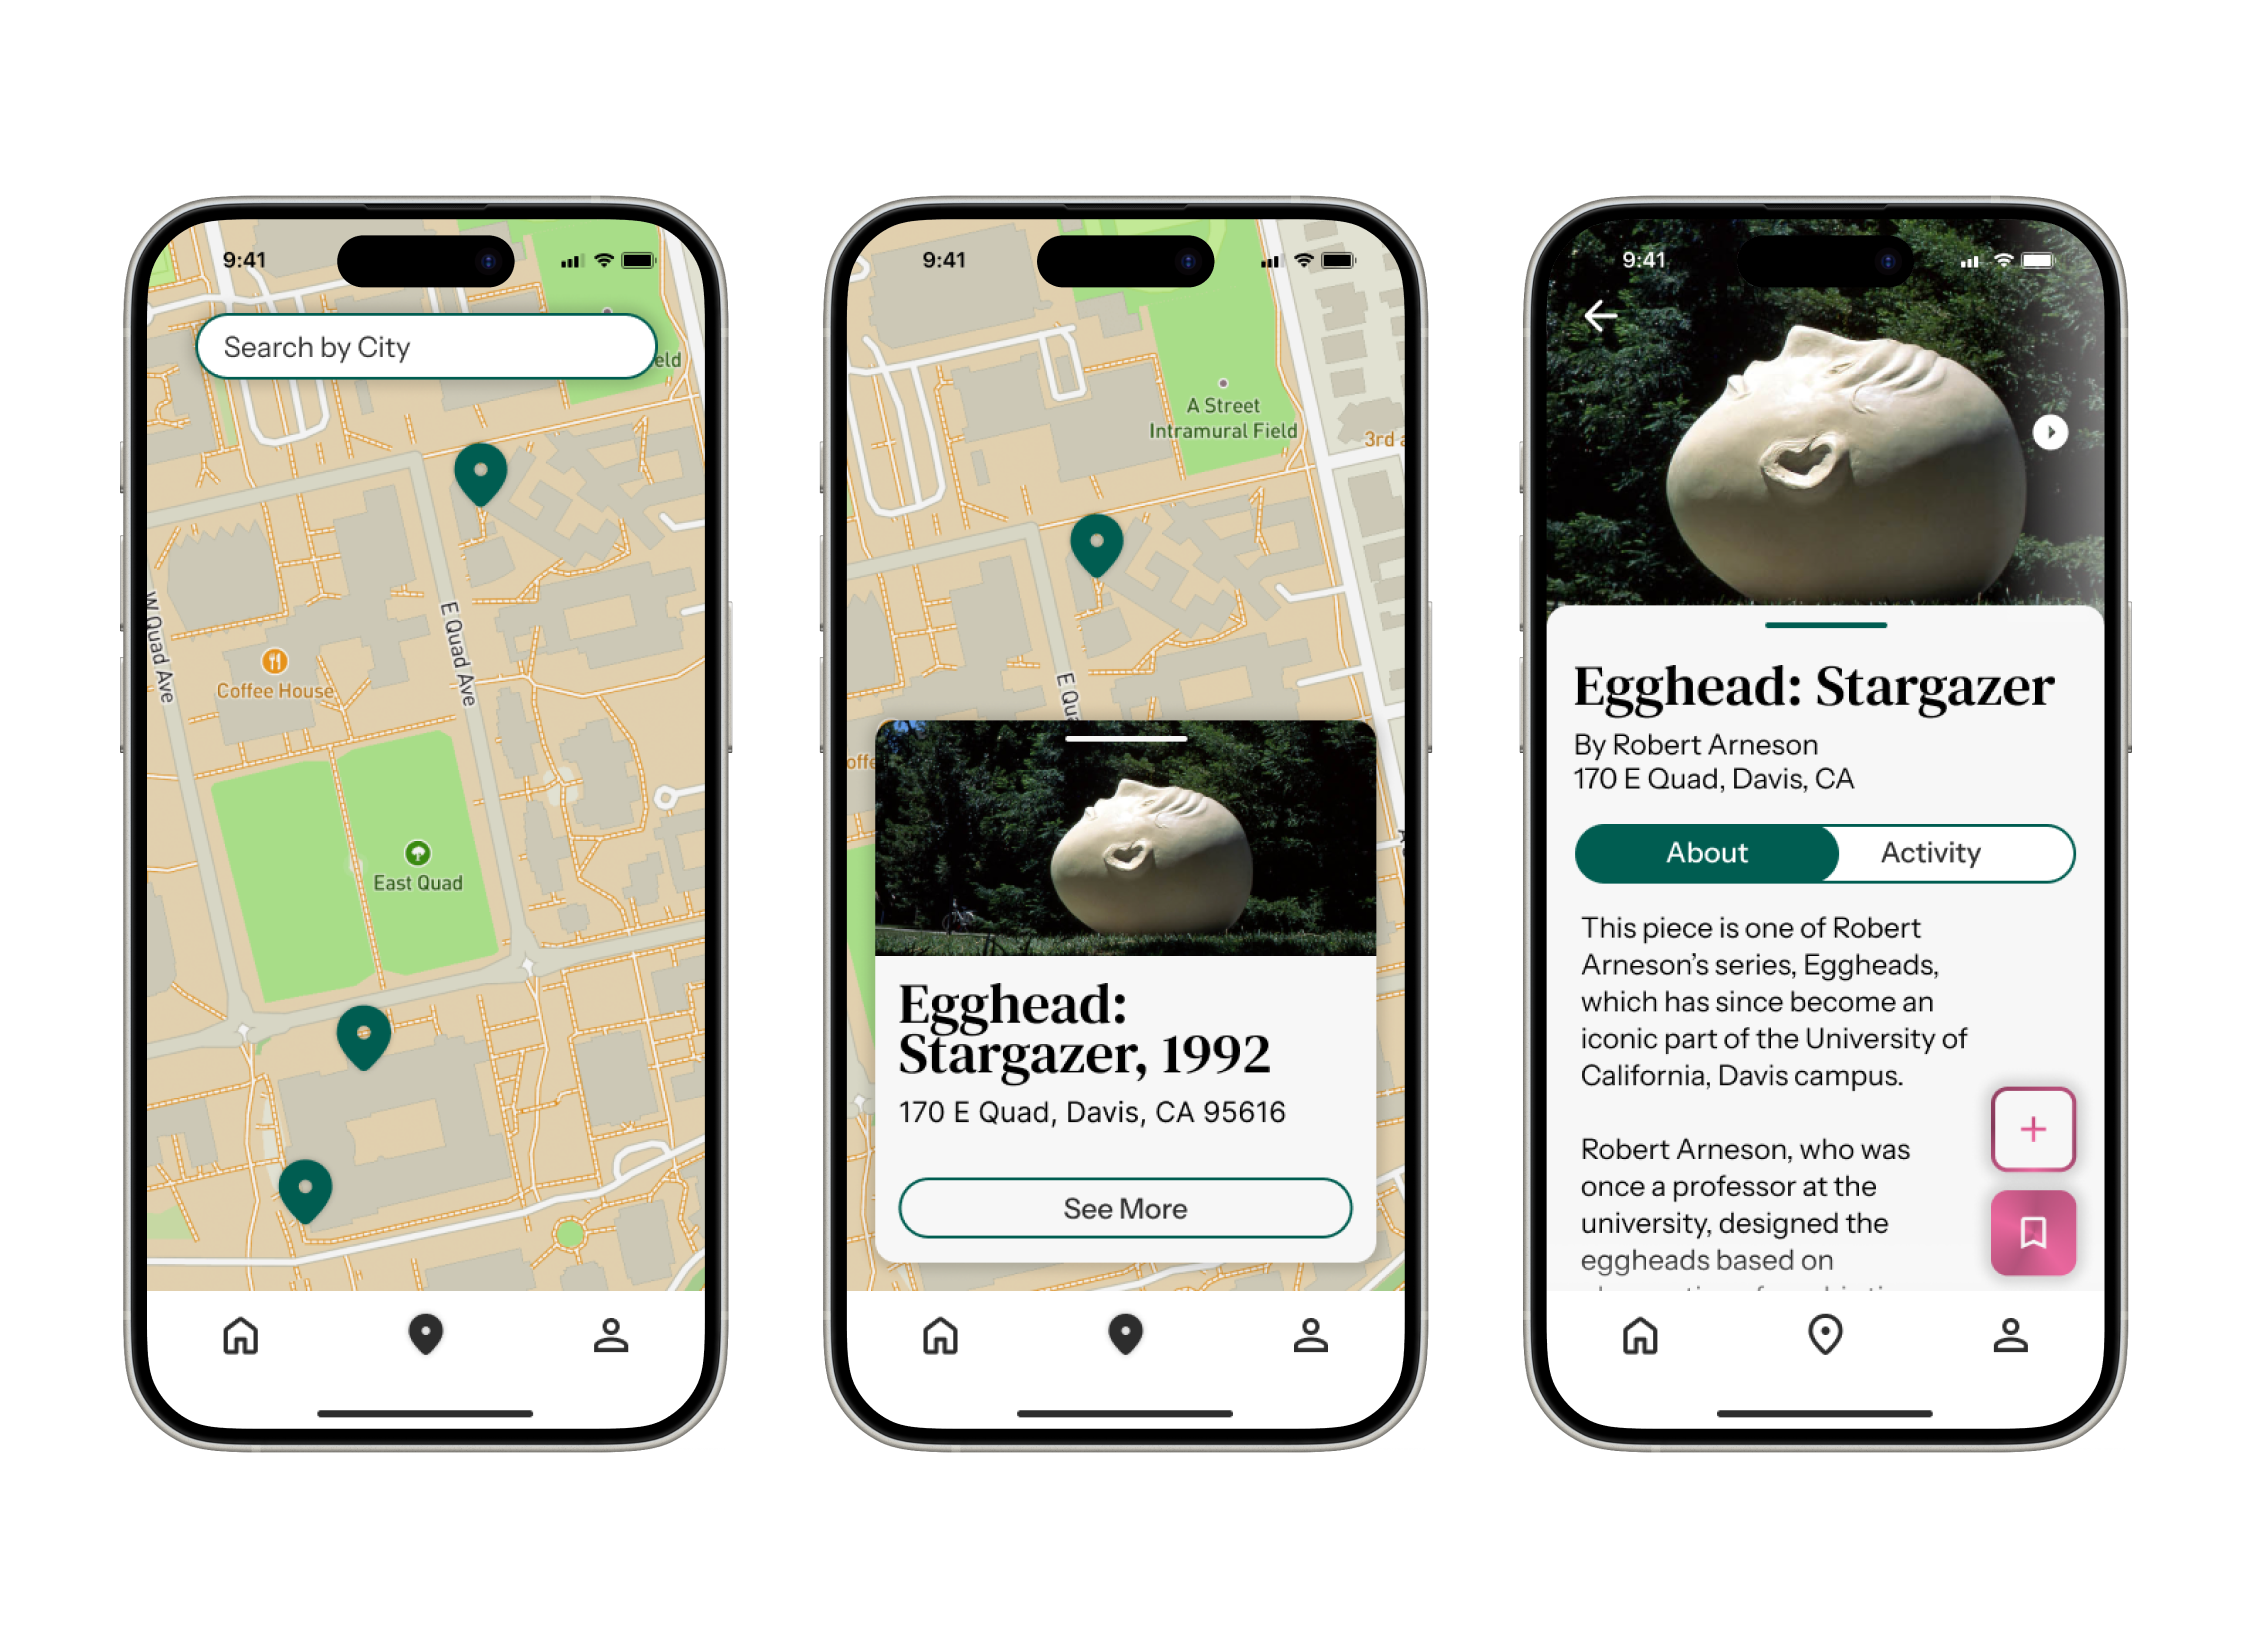 9:41
Search by City
eld
W Quad Ave
E Quad Ave
Coffee House
East Quad
9:41
A Street
Intramural Field
3rd
E Qua
offe
Egghead:
Stargazer, 1992
170 E Quad, Davis, CA 95616
See More
9:41
Egghead: Stargazer
By Robert Arneson
170 E Quad, Davis, CA
About
Activity
This piece is one of Robert
Arneson’s series, Eggheads,
which has since become an
iconic part of the University of
California, Davis campus.
Robert Arneson, who was
once a professor at the
university, designed the
eggheads based on